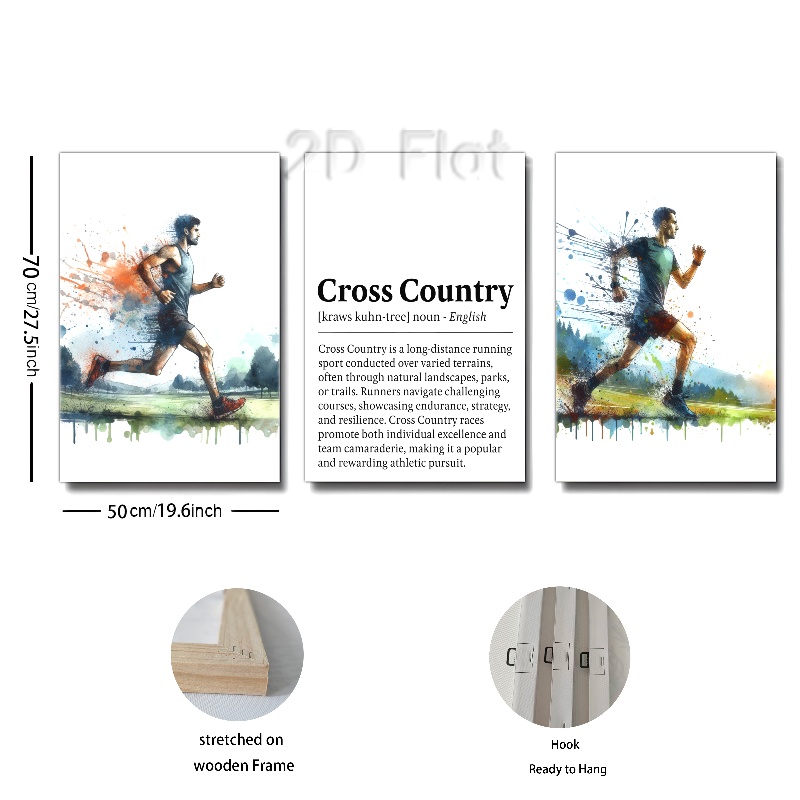 2D Flat
70 cm/27.5inch
Cross Country
[kraws kuhn-tree] noun - English
Cross Country is a long-distance running
sport conducted over varied terrains,
often through natural landscapes, parks,
or trails. Runners navigate challenging
courses, showcasing endurance, strategy,
and resilience. Cross Country races
promote both individual excellence and
team camaraderie, making it a popular
and rewarding athletic pursuit.
50cm/19.6inch
stretched on
wooden Frame
Hook
Ready to Hang